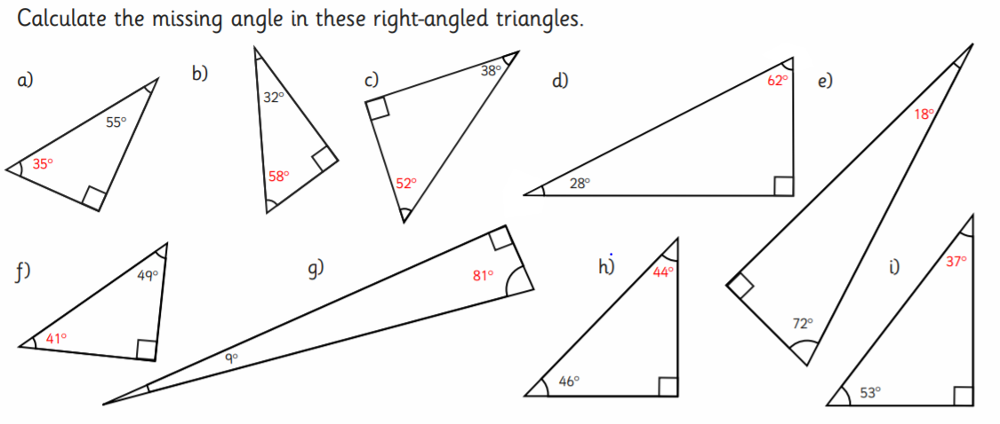 Calculate the missing angle in these right-angled triangles.
a)
55°
35°
b)
32°
58°
c)
38°
52°
d)
62°
28°
e)
18°
72°
f)
49°
41°
g)
81°
9°
h)
44°
46°
i)
37°
53°